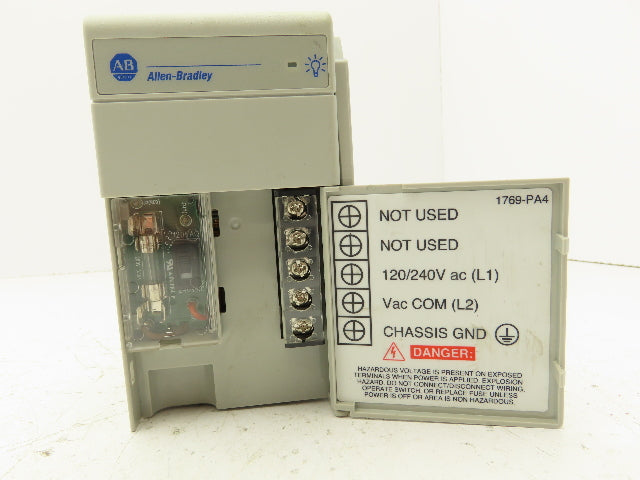 AB
Allen-Bradley
1769-PA4
NOT USED
NOT USED
120/240V ac (L1)
Vac COM (L2)
CHASSIS GND
DANGER:
HAZARDOUS VOLTAGE IS PRESENT ON EXPOSED
TERMINALS WHEN POWER IS APPLIED. EXPLOSION
HAZARD. DO NOT CONNECT/DISCONNECT WIRING,
OPERATE SWITCH, OR REPLACE FUSE UNLESS
POWER IS OFF OR AREA IS NON HAZARDOUS.